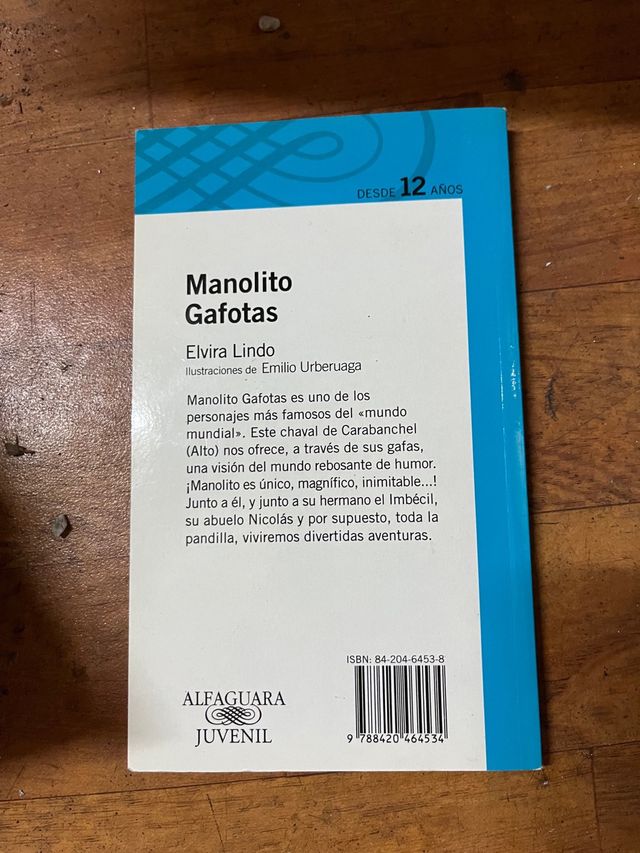 DESDE 12 AÑOS
Manolito
Gafotas
Elvira Lindo
Ilustraciones de Emilio Urberuaga
Manolito Gafotas es uno de los
personajes más famosos del «mundo
mundial». Este chaval de Carabanchel
(Alto) nos ofrece, a través de sus gafas,
una visión del mundo rebosante de humor.
¡Manolito es único, magnífico, inimitable...!
Junto a él, y junto a su hermano el Imbécil,
su abuelo Nicolás y por supuesto, toda la
pandilla, viviremos divertidas aventuras.
ISBN: 84-204-6453-8
ALFAGUARA
JUVENIL
9 788420 464534